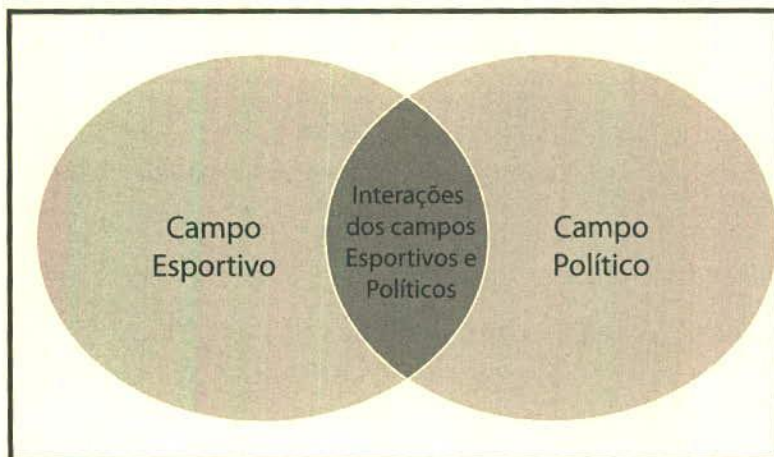 Campo
Esportivo
Interações
dos campos
Esportivos e
Políticos
Campo
Político